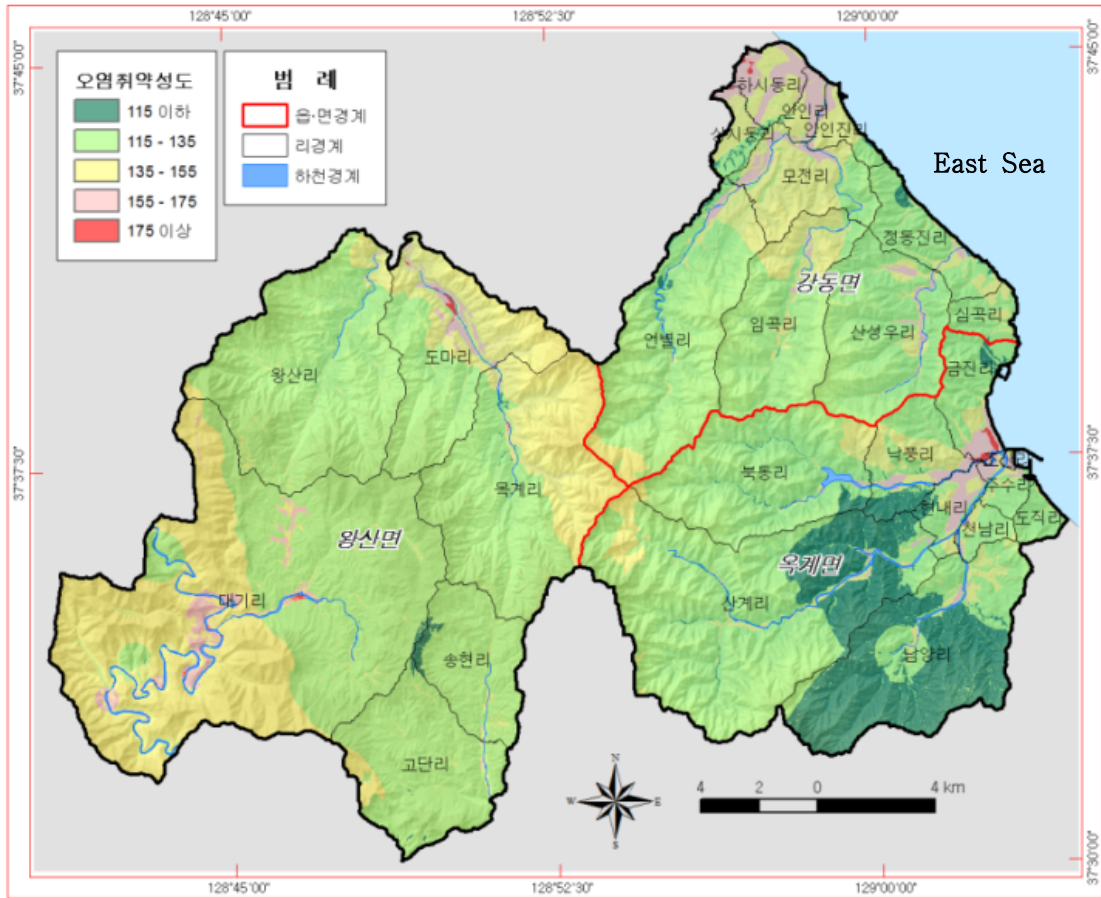 128°45'00"
128°52'30"
129°00'00"
37°45'00"
37°45'00"
오염취약성도
115 이하
115 - 135
135 - 155
155 - 175
175 이상
범 례
읍·면경계
리경계
하천경계
하시동리
안인리
상시동리
안인진리
모전리
East Sea
정동진리
강동면
언별리
임곡리
산성우리
심곡리
금진리
왕산리
도마리
낙풍리
북동리
목계리
37°37'30"
37°37'30"
현내리
천남리
도직리
왕산면
옥계면
대기리
산계리
송현리
남양리
고단리
N
W
E
S
4 2 0 4 km
128°45'00"
128°52'30"
129°00'00"
37°30'00"